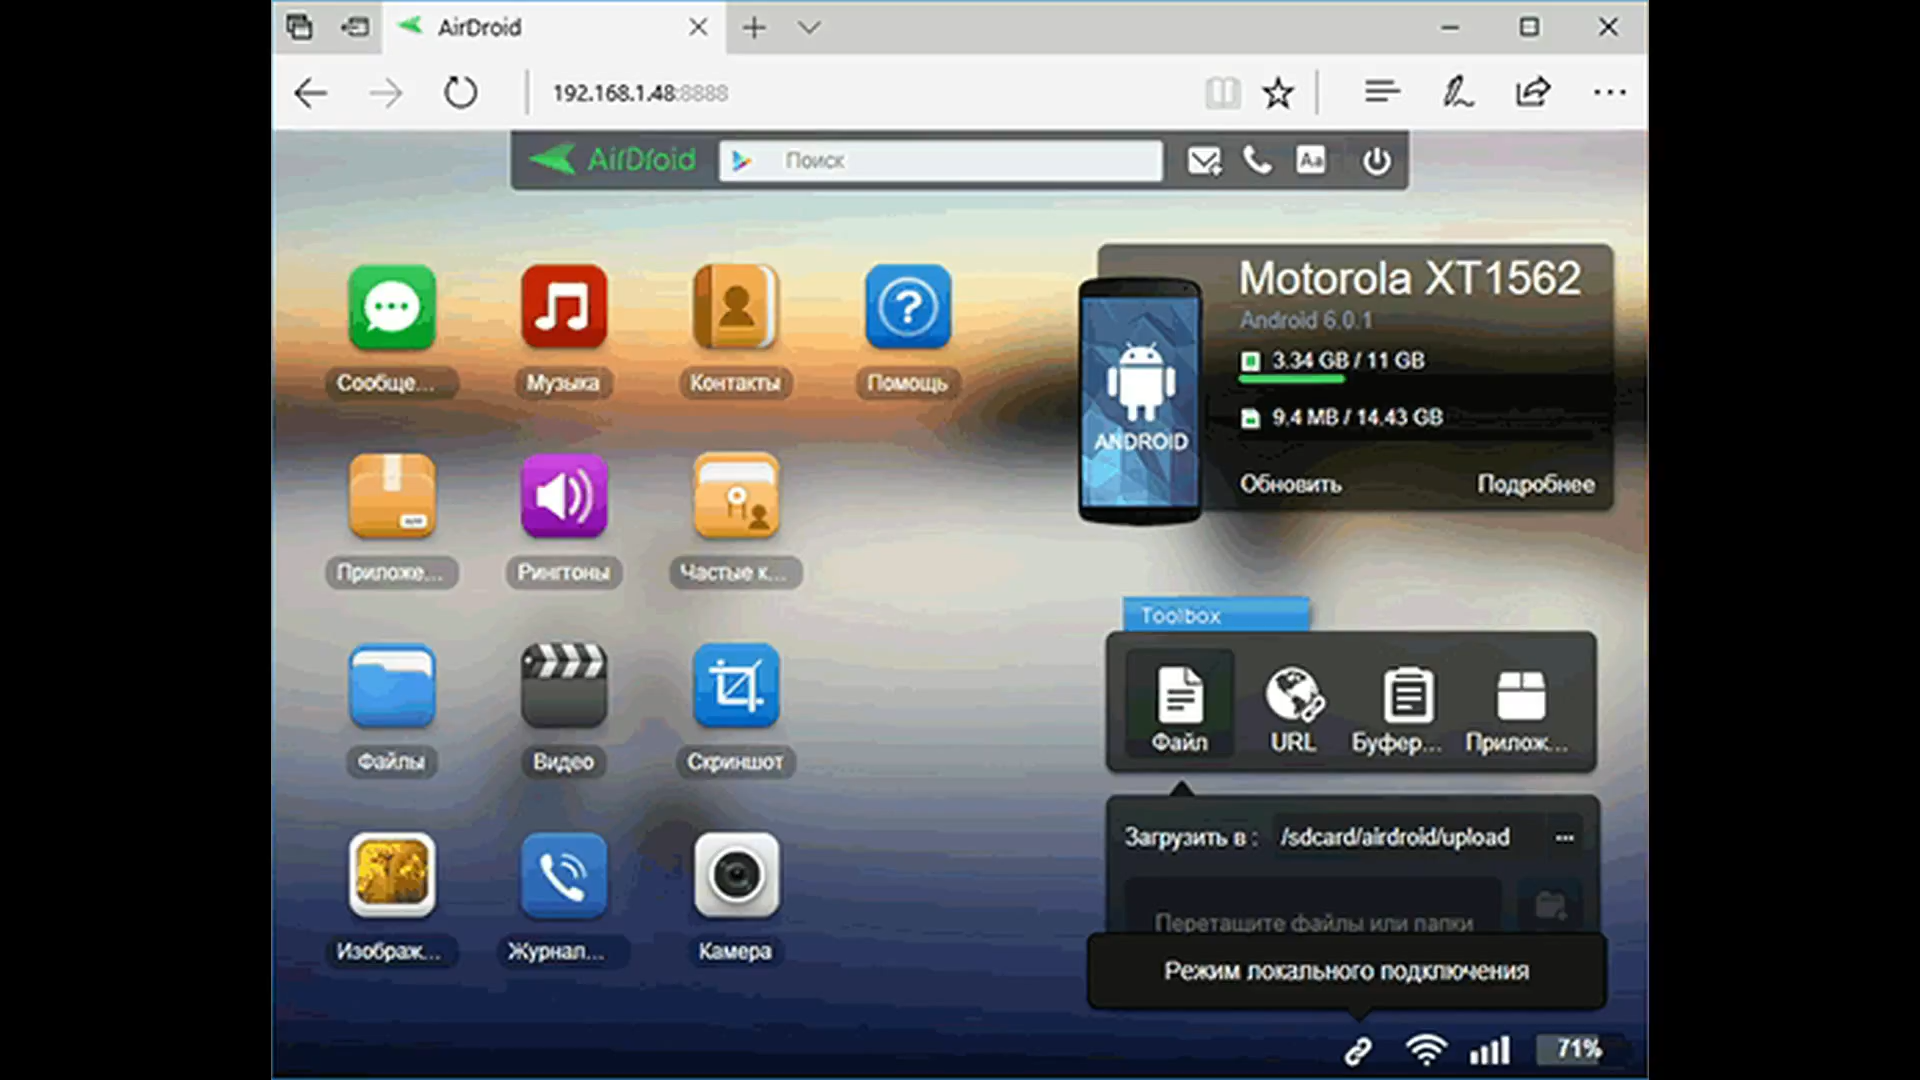 AirDroid
192.168.1.48:8888
AirDroid
Поиск
Aa
Сообще...
Музыка
Контакты
Помощь
Motorola XT1562
Android 6.0.1
3.34 GB / 11 GB
9.4 MB / 14.43 GB
ANDROID
Обновить
Подробнее
Приложе...
Рингтоны
Частые к...
Toolbox
Файл
URL
Буфер...
Прилож...
Файлы
Видео
Скриншот
Загрузить в :
/sdcard/airdroid/upload
...
Перетащите файлы или папки
Изображ...
Журнал...
Камера
Режим локального подключения
71%